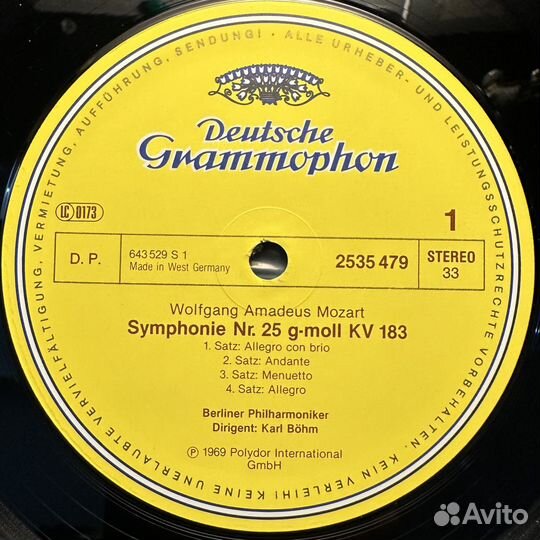 KEIN VERLEIH! KEINE UNERLAUBTE VERVIELFÄLTIGUNG, VERMIETUNG, AUFFÜHRUNG, SENDUNG! · ALLE URHEBER- UND LEISTUNGSSCHUTZRECHTE VORBEHALTEN.
Deutsche
Grammophon
LC 0173
1
D. P.
643 529 S 1
Made in West Germany
2535 479
STEREO
33
Wolfgang Amadeus Mozart
Symphonie Nr. 25 g-moll KV 183
1. Satz: Allegro con brio
2. Satz: Andante
3. Satz: Menuetto
4. Satz: Allegro
Berliner Philharmoniker
Dirigent: Karl Böhm
℗ 1969 Polydor International
GmbH
Avito